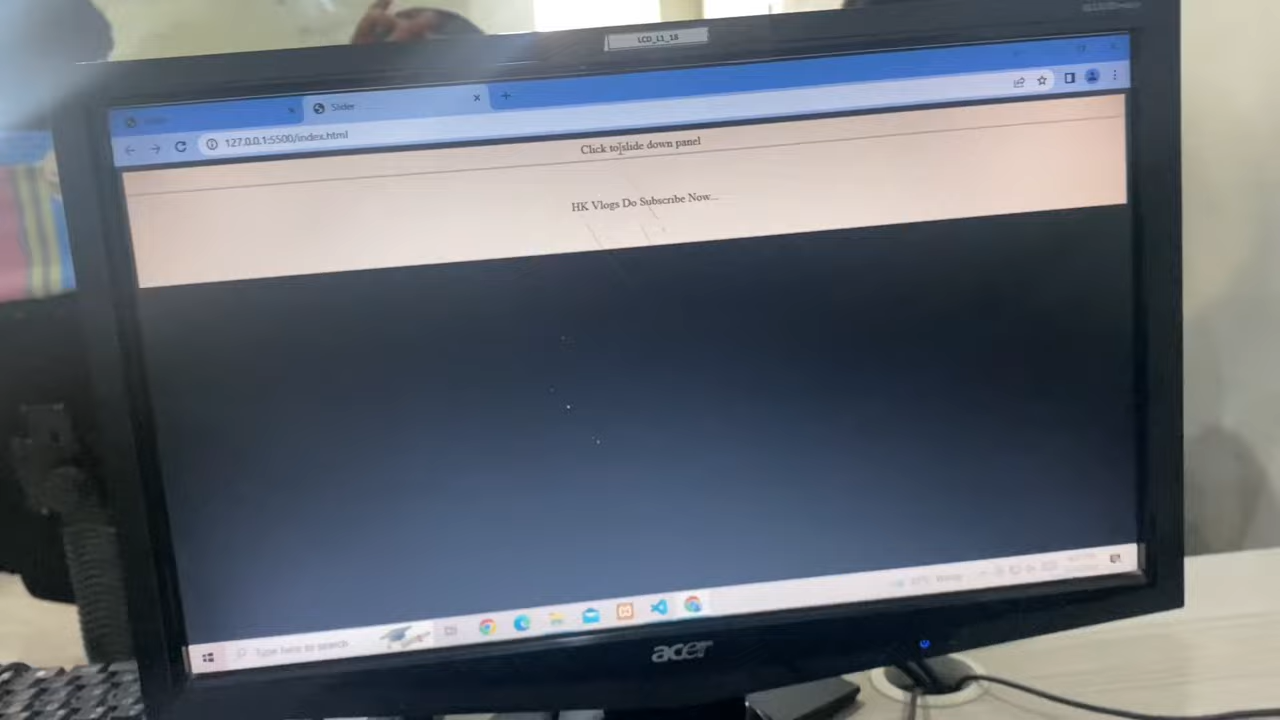 LCD_L1_18
Slider
127.0.0.1:5500/index.html
Click to slide down panel
HK Vlogs Do Subscribe Now...
Type here to search
acer